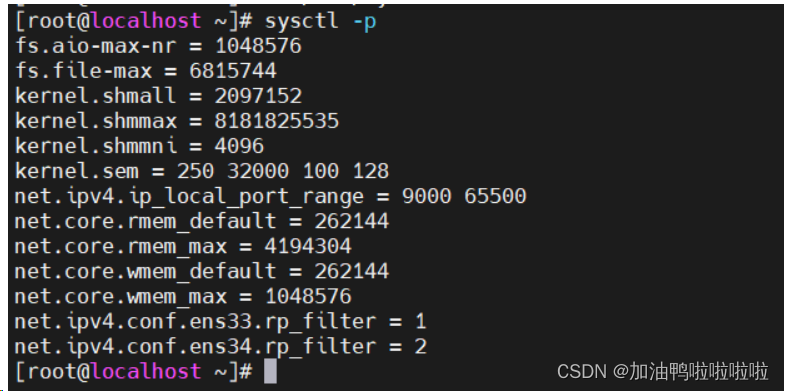 [root@localhost ~]# sysctl -p
fs.aio-max-nr = 1048576
fs.file-max = 6815744
kernel.shmall = 2097152
kernel.shmmax = 8181825535
kernel.shmmni = 4096
kernel.sem = 250 32000 100 128
net.ipv4.ip_local_port_range = 9000 65500
net.core.rmem_default = 262144
net.core.rmem_max = 4194304
net.core.wmem_default = 262144
net.core.wmem_max = 1048576
net.ipv4.conf.ens33.rp_filter = 1
net.ipv4.conf.ens34.rp_filter = 2
[root@localhost ~]#
CSDN @加油鸭啦啦啦啦